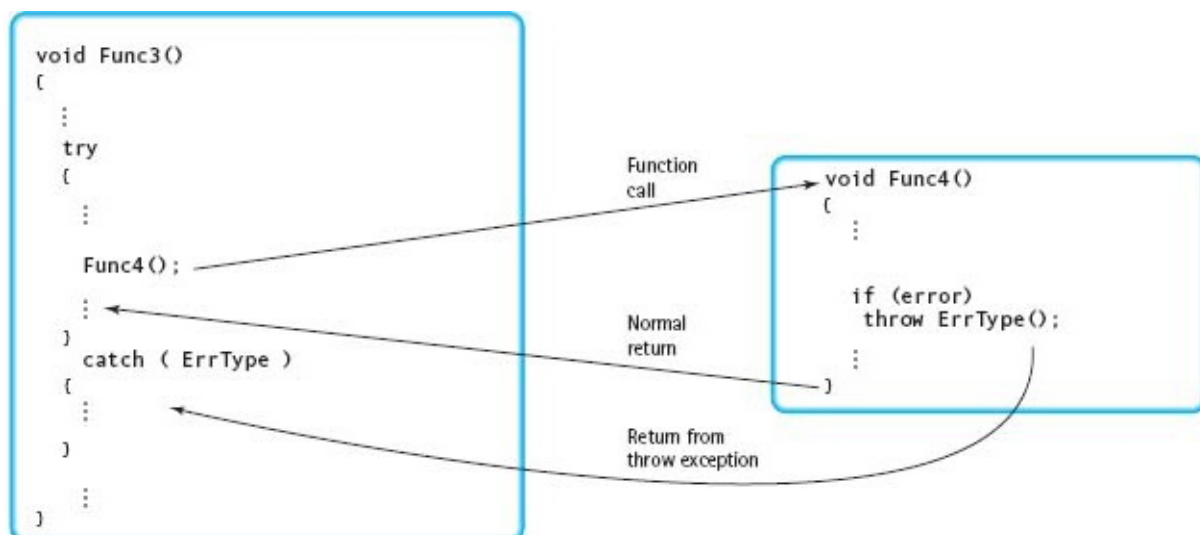 void Func3()
{
⋮
try
{
⋮
Func4();
⋮
}
catch ( ErrType )
{
⋮
}
⋮
}
Function
call
Normal
return
Return from
throw exception
void Func4()
{
⋮
if (error)
throw ErrType();
⋮
}